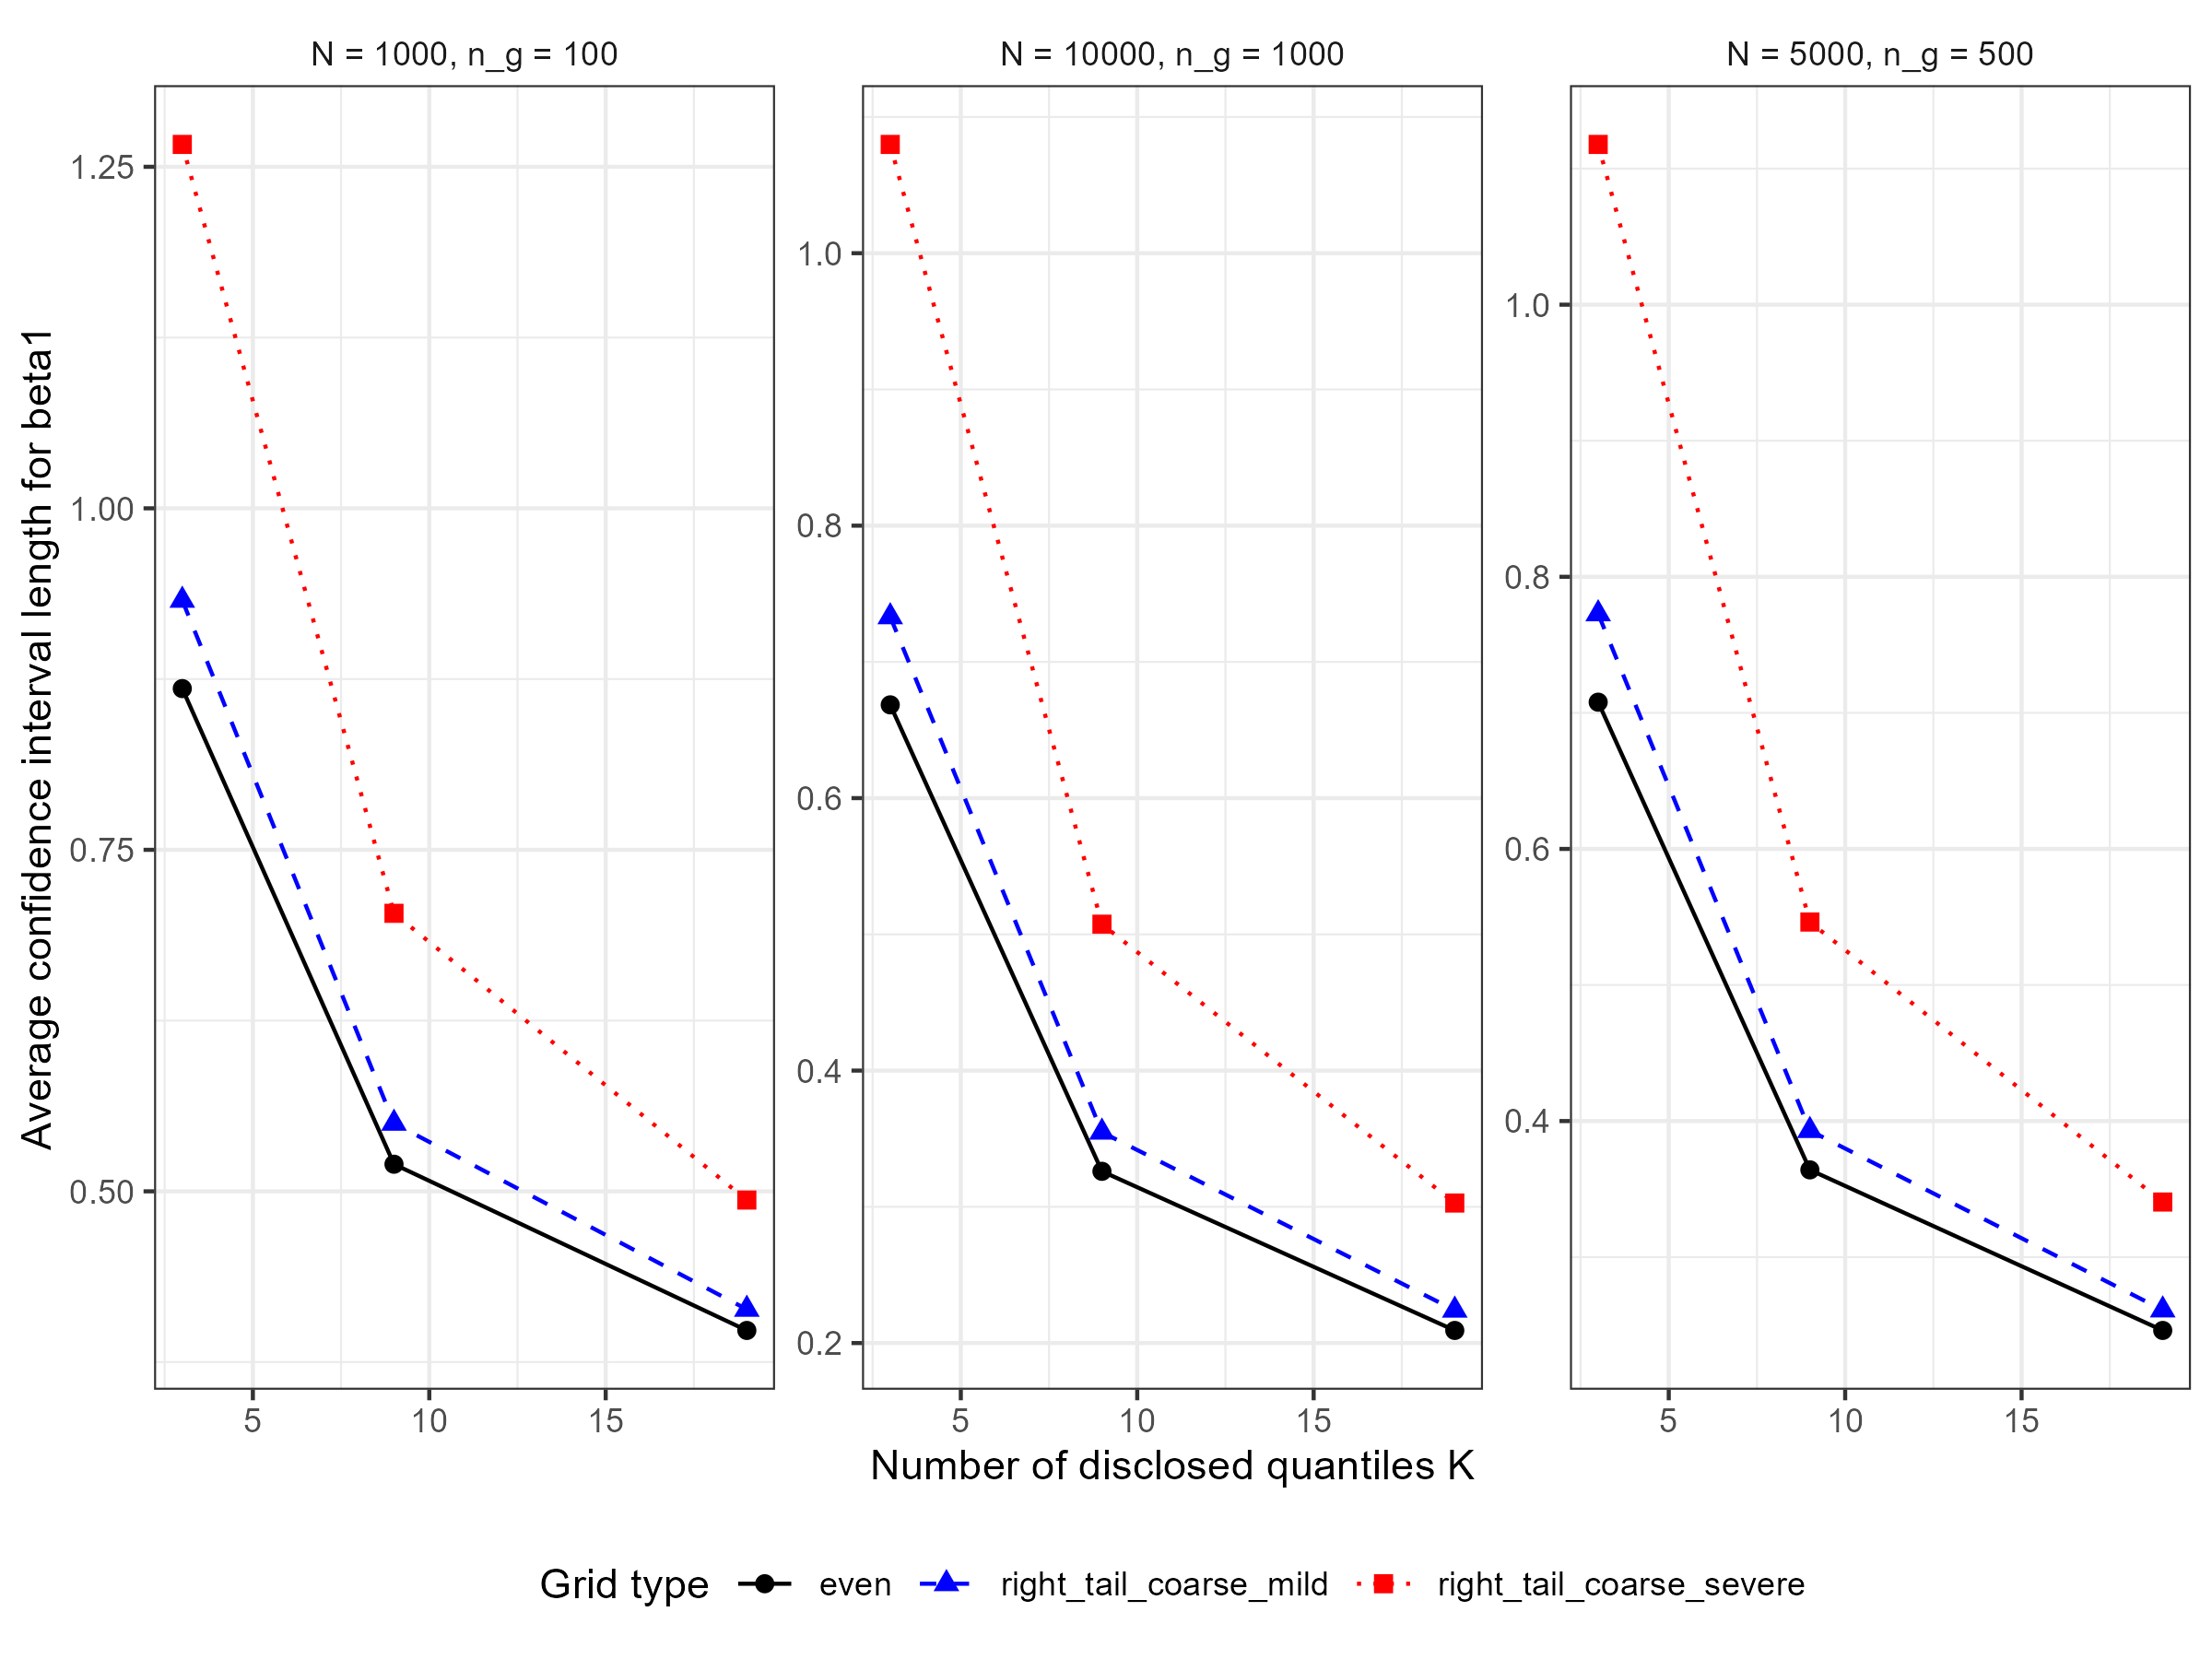 N = 1000, n_g = 100
N = 10000, n_g = 1000
N = 5000, n_g = 500
Average confidence interval length for beta1
1.25
1.00
0.75
0.50
1.0
0.8
0.6
0.4
0.2
1.0
0.8
0.6
0.4
5 10 15
5 10 15
5 10 15
Number of disclosed quantiles K
Grid type even right_tail_coarse_mild right_tail_coarse_severe